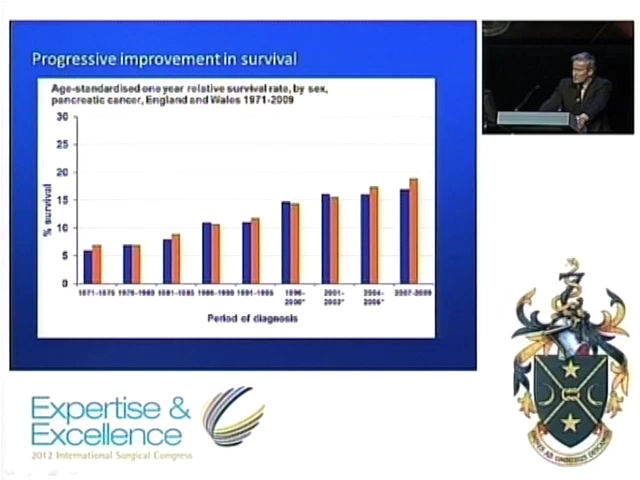 Progressive improvement in survival
Age-standardised one year relative survival rate, by sex,
pancreatic cancer, England and Wales 1971-2009
30
25
20
15
10
5
0
% survival
1971-1975 1976-1980 1981-1985 1986-1990 1991-1995 1996-2000* 2001-2003* 2004-2006* 2007-2009
Period of diagnosis
Expertise &
Excellence
2012 International Surgical Congress